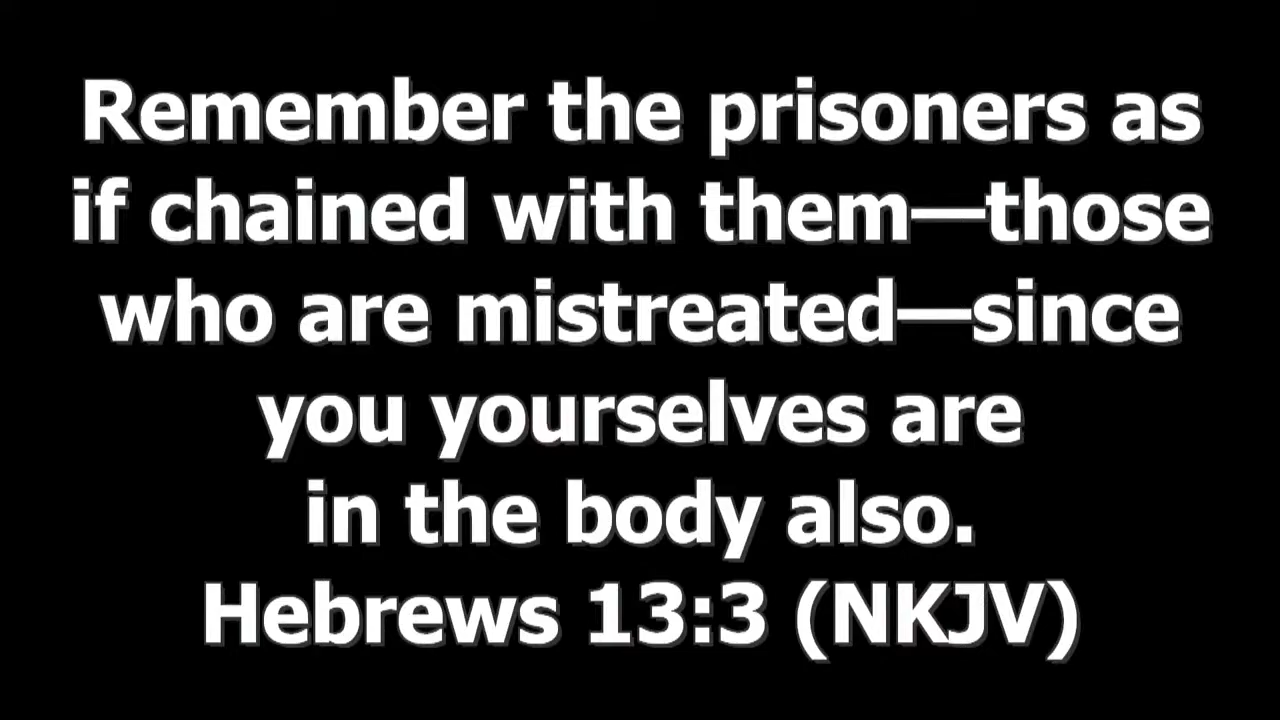 Remember the prisoners as
if chained with them—those
who are mistreated—since
you yourselves are
in the body also.
Hebrews 13:3 (NKJV)